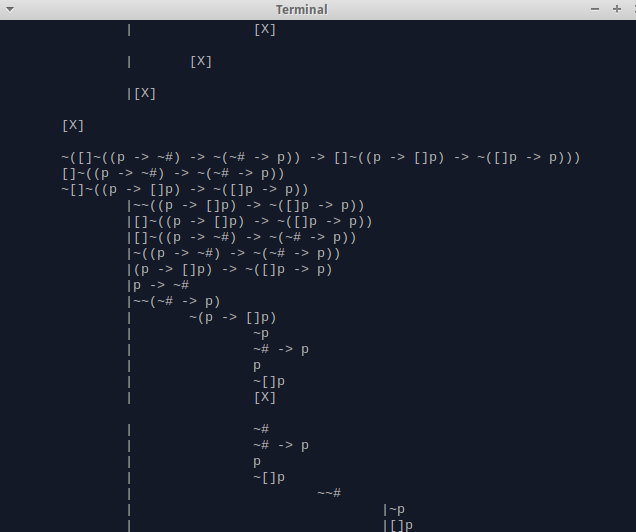 Terminal
| [X]
| [X]
|[X]
[X]
~([]~((p -> ~#) -> ~(~# -> p)) -> []~((p -> []p) -> ~([]p -> p)))
[]~((p -> ~#) -> ~(~# -> p))
~[]~((p -> []p) -> ~([]p -> p))
|~~((p -> []p) -> ~([]p -> p))
|[]~((p -> []p) -> ~([]p -> p))
|[]~((p -> ~#) -> ~(~# -> p))
|~((p -> ~#) -> ~(~# -> p))
|(p -> []p) -> ~([]p -> p)
|p -> ~#
|~~(~# -> p)
| ~(p -> []p)
| ~p
| ~# -> p
| p
| ~[]p
| [X]
| ~#
| ~# -> p
| p
| ~[]p
| ~~#
| |~p
| |[]p